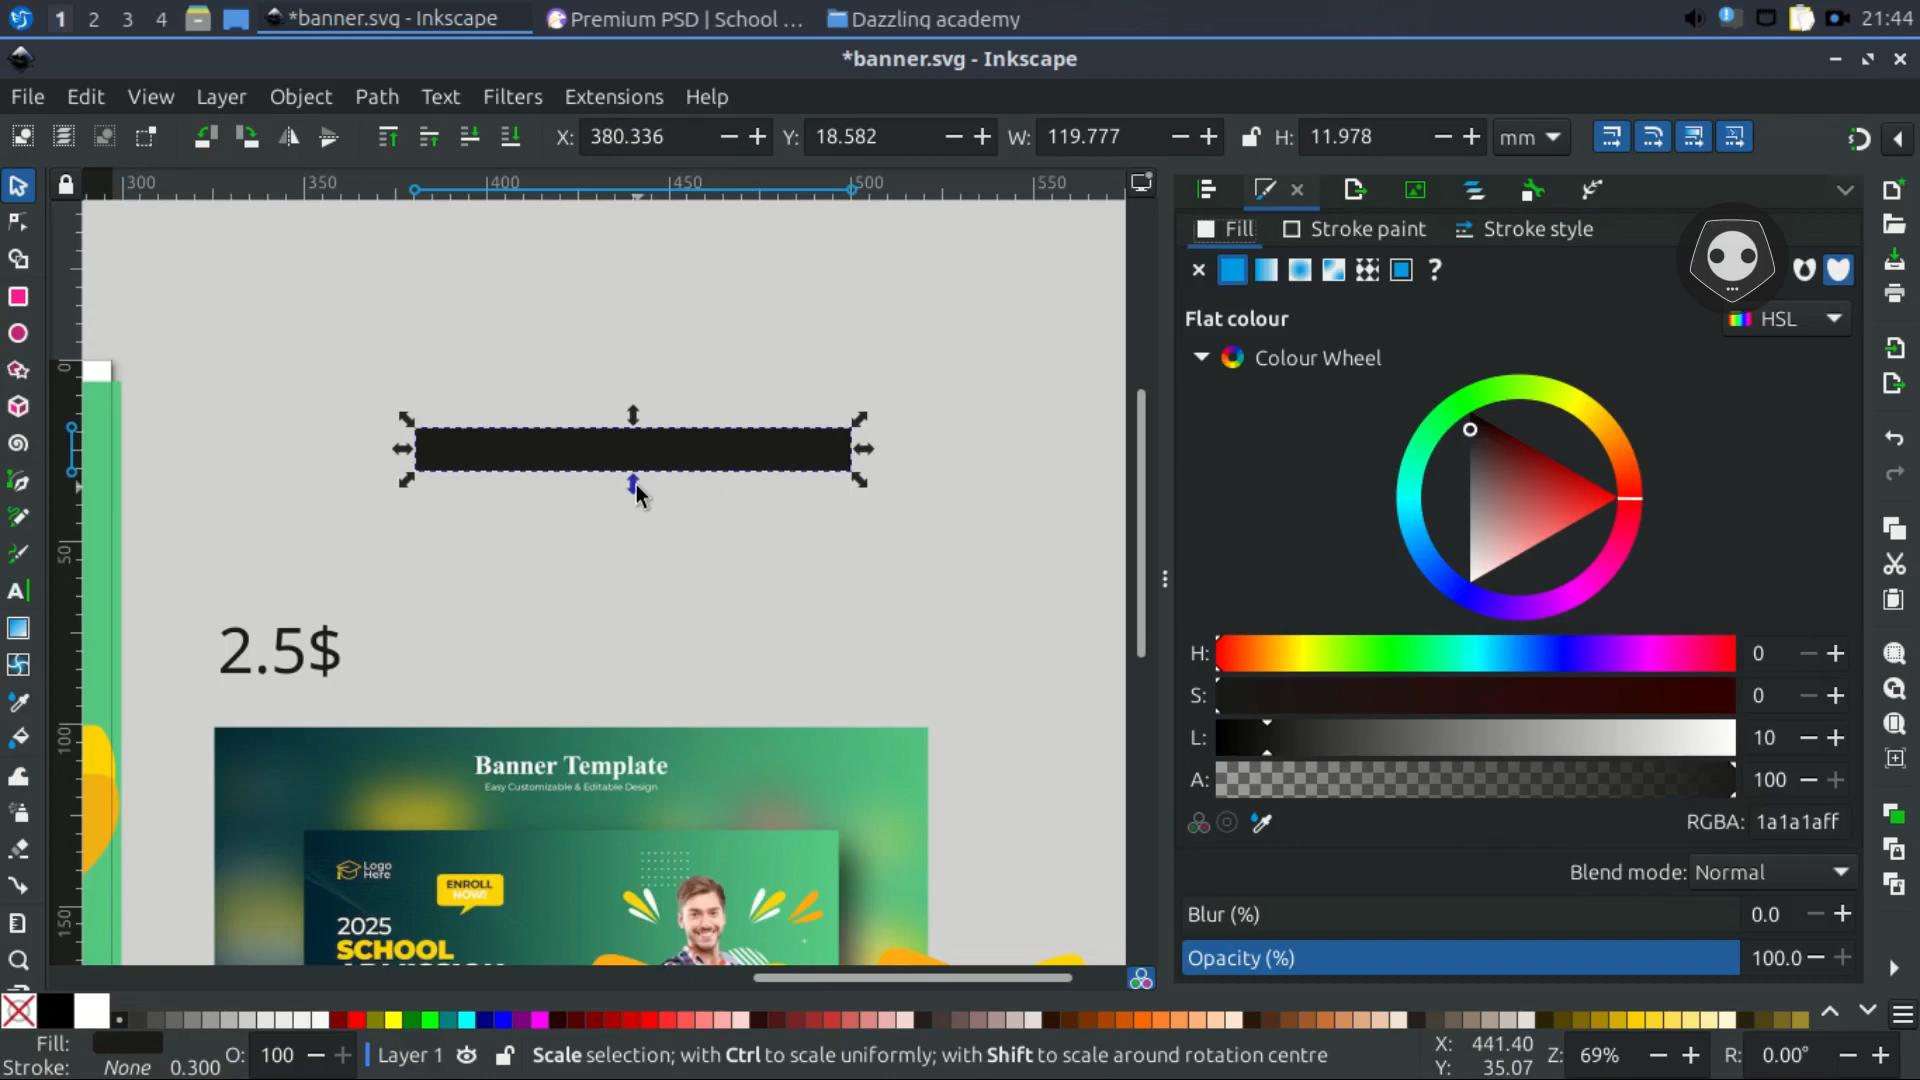 1 2 3 4 *banner.svg - Inkscape Premium PSD | School ... Dazzling academy 21:44
*banner.svg - Inkscape
File Edit View Layer Object Path Text Filters Extensions Help
X: 380.336 Y: 18.582 W: 119.777 H: 11.978 mm
300 350 400 450 500 550
Fill Stroke paint Stroke style
Flat colour HSL
Colour Wheel
0
50
100
150
2.5$
Banner Template
Easy Customizable & Editable Design
Logo
Here
ENROLL
NOW!
2025
SCHOOL
ADMISSION
H: 0
S: 0
L: 10
A: 100
RGBA: 1a1a1aff
Blend mode: Normal
Blur (%) 0.0
Opacity (%) 100.0
Fill:
Stroke: None 0.300 O: 100 Layer 1 Scale selection; with Ctrl to scale uniformly; with Shift to scale around rotation centre
X: 441.40
Y: 35.07
Z: 69% R: 0.00°